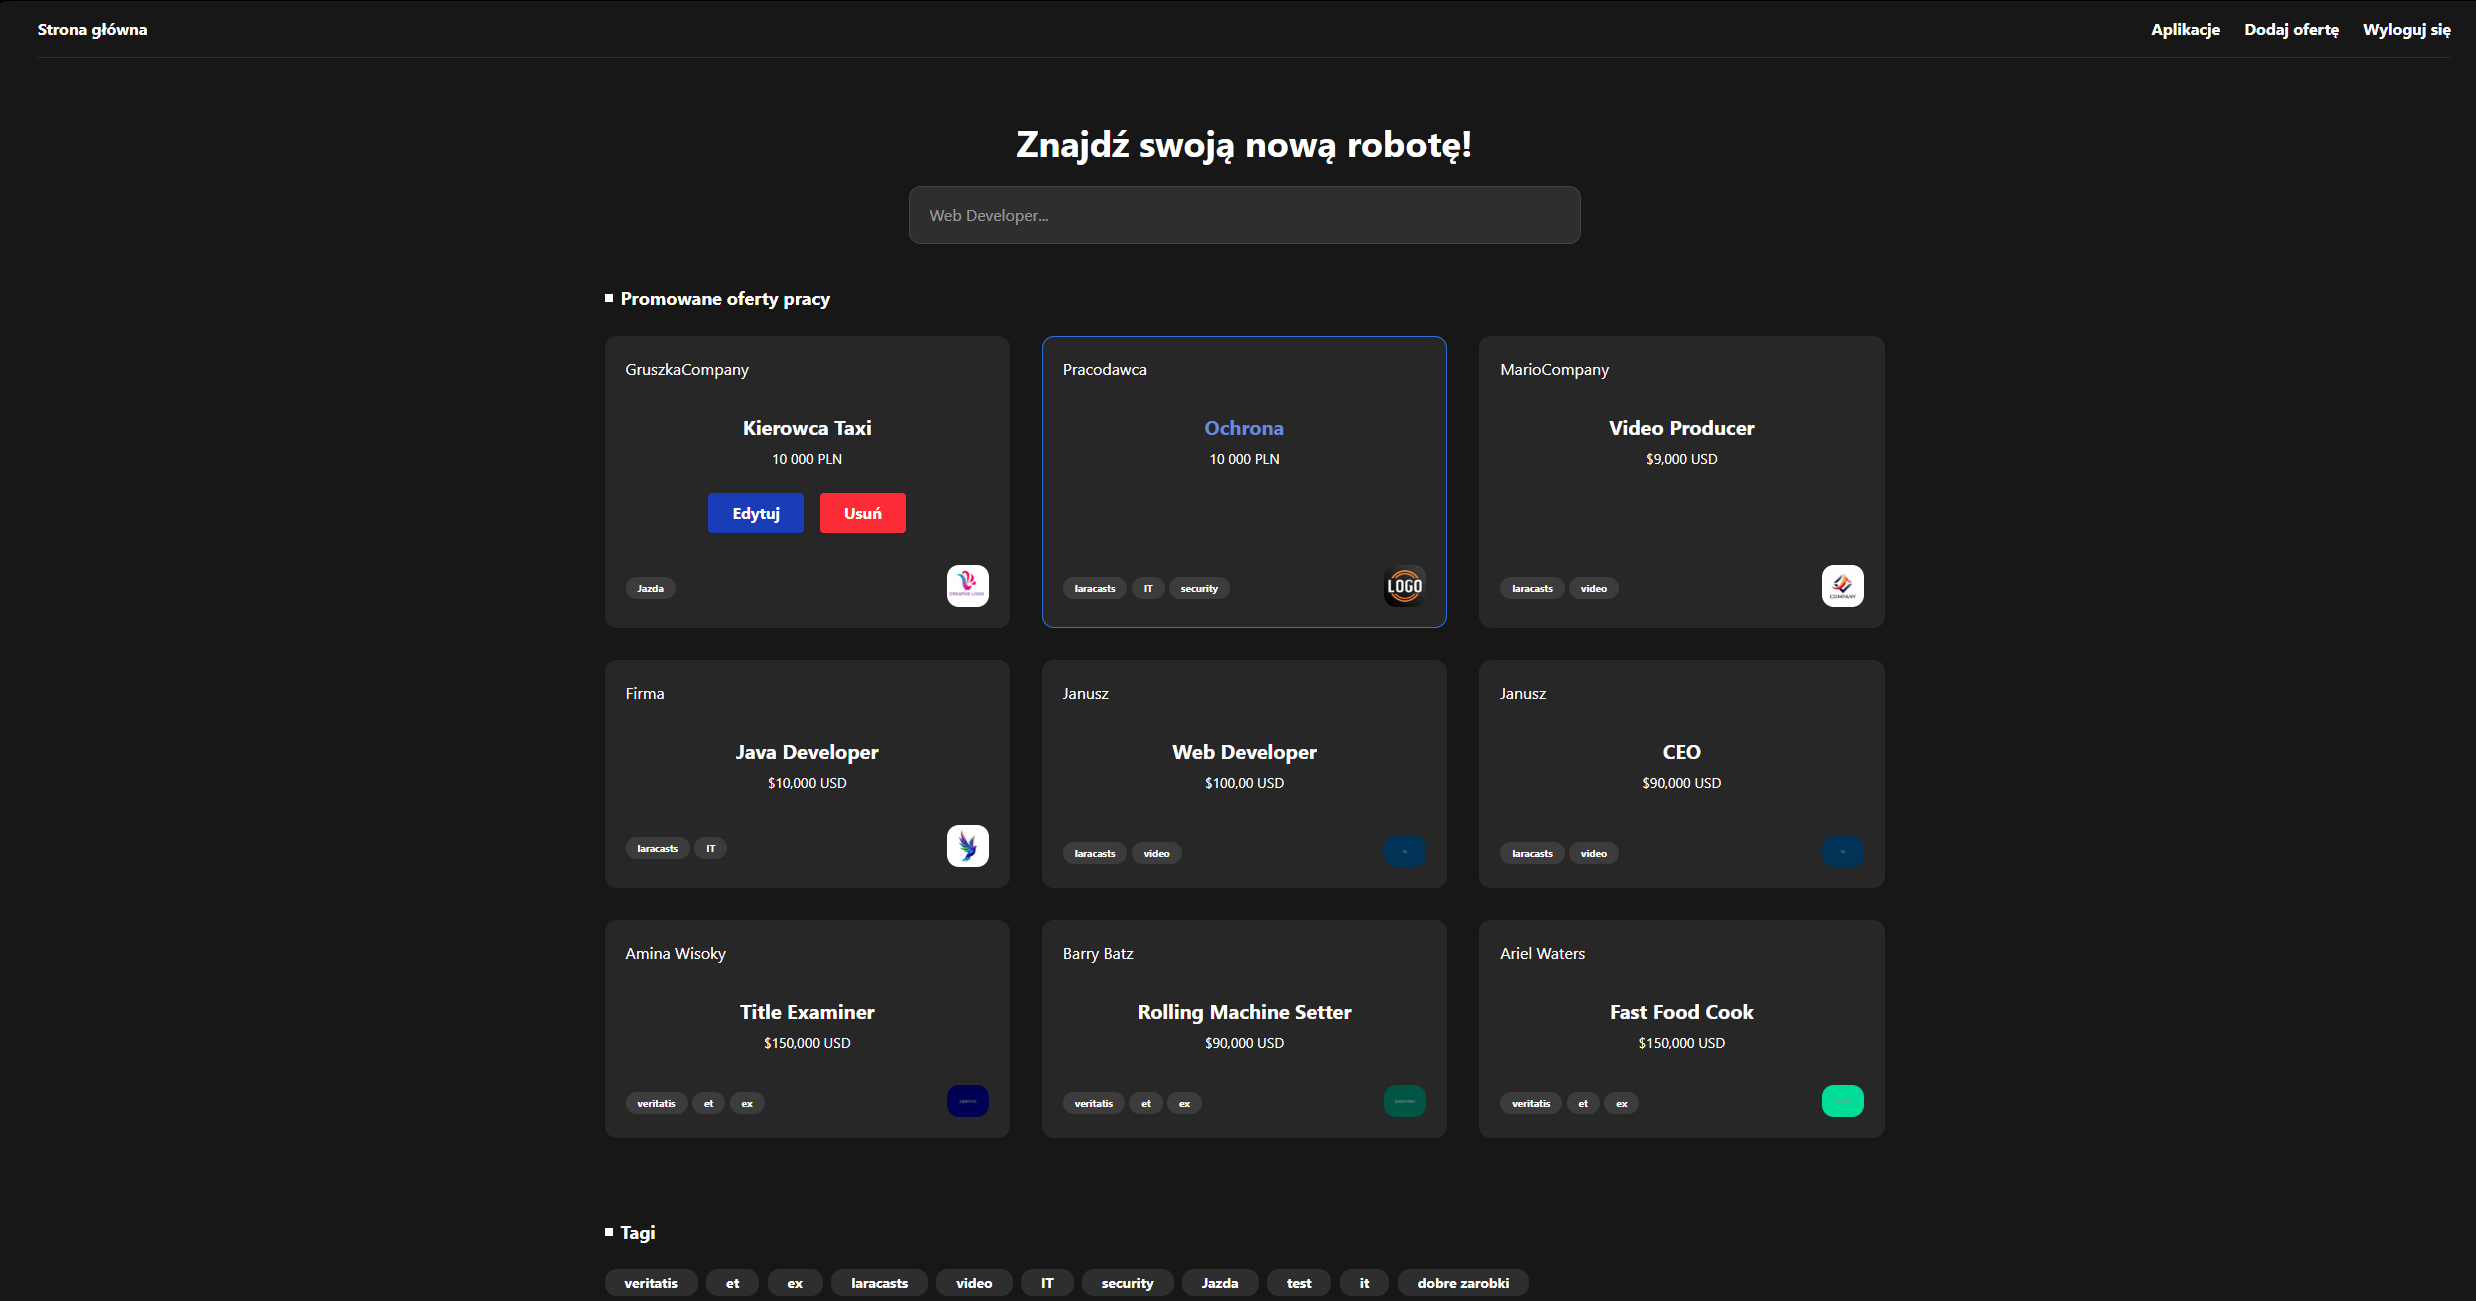 Strona główna
Aplikacje Dodaj ofertę Wyloguj się
Znajdź swoją nową robotę!
Web Developer...
Promowane oferty pracy
GruszkaCompany
Kierowca Taxi
10 000 PLN
Edytuj Usuń
Jazda
CREATIVE LOGO
Pracodawca
Ochrona
10 000 PLN
laracasts IT security
LOGO
MarioCompany
Video Producer
$9,000 USD
laracasts video
COMPANY
Firma
Java Developer
$10,000 USD
laracasts IT
Janusz
Web Developer
$100,00 USD
laracasts video
Janusz
CEO
$90,000 USD
laracasts video
Amina Wisoky
Title Examiner
$150,000 USD
veritatis et ex
Barry Batz
Rolling Machine Setter
$90,000 USD
veritatis et ex
Ariel Waters
Fast Food Cook
$150,000 USD
veritatis et ex
Tagi
veritatis et ex laracasts video IT security Jazda test it dobre zarobki